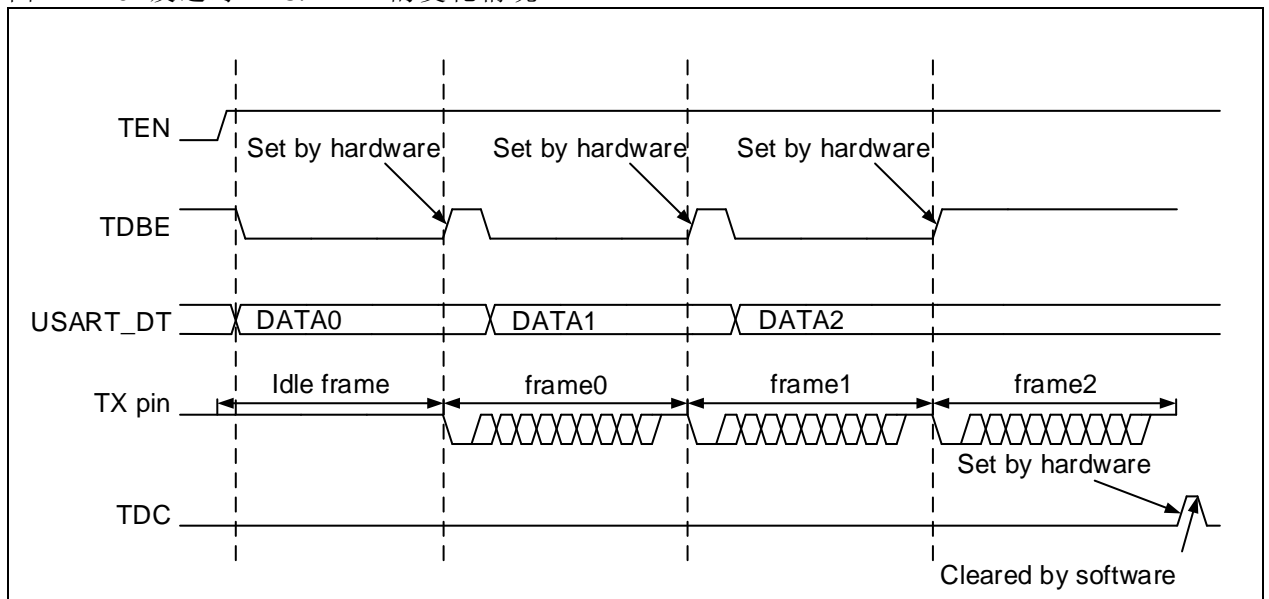 TEN
Set by hardware Set by hardware Set by hardware
TDBE
USART_DT DATA0 DATA1 DATA2
Idle frame frame0 frame1 frame2
TX pin
Set by hardware
TDC
Cleared by software